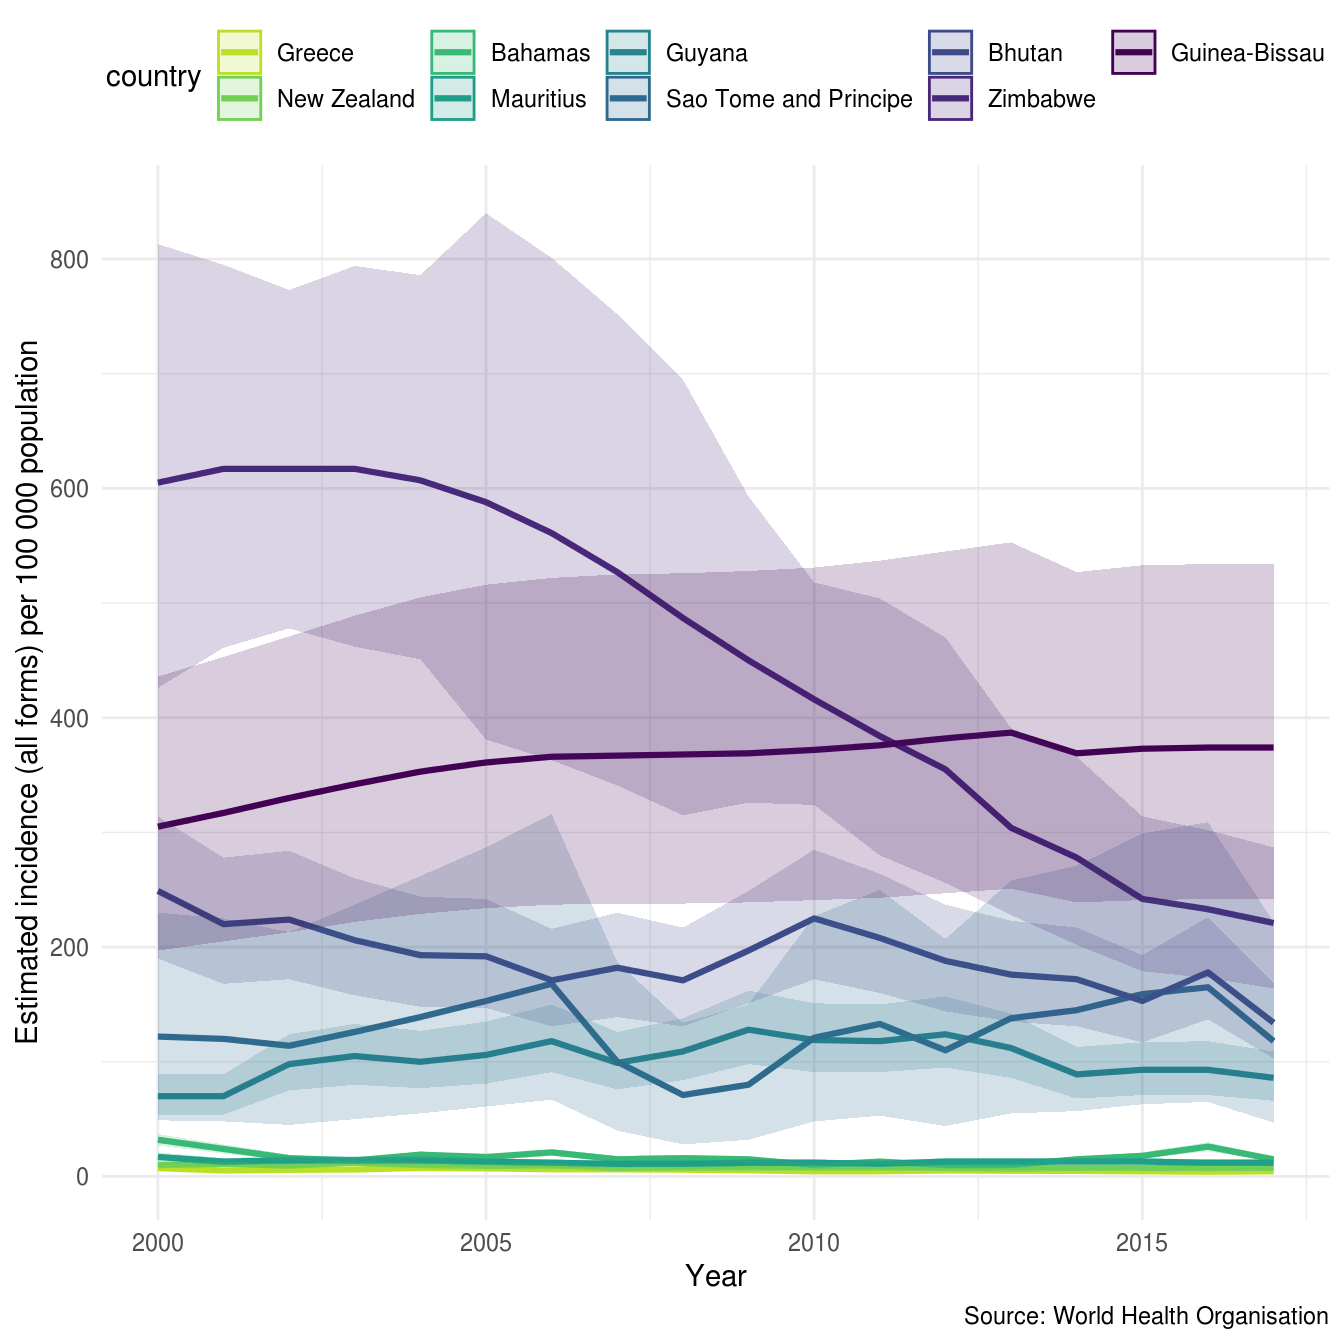 country
Greece
New Zealand
Bahamas
Mauritius
Guyana
Sao Tome and Principe
Bhutan
Zimbabwe
Guinea-Bissau
Estimated incidence (all forms) per 100 000 population
800
600
400
200
0
2000
2005
2010
2015
Year
Source: World Health Organisation